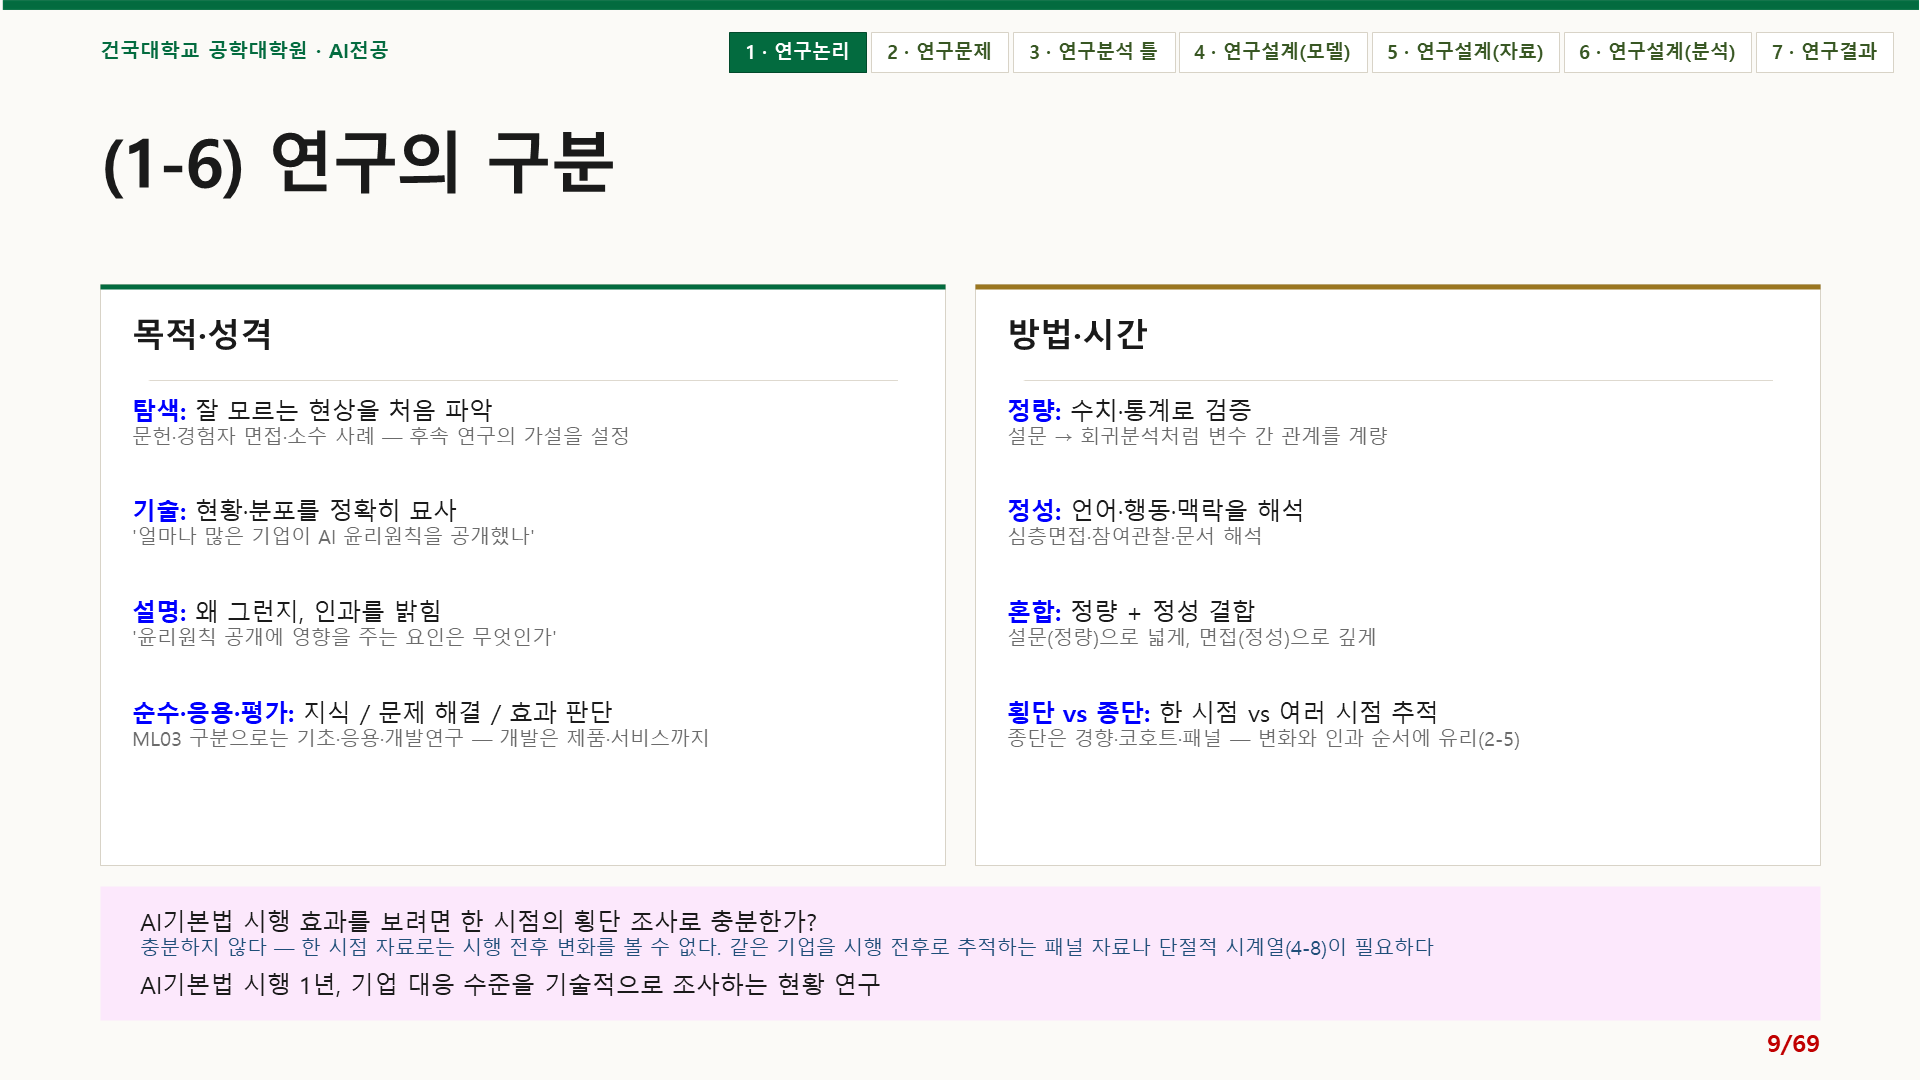 건국대학교 공학대학원 · AI전공
1 · 연구논리
2 · 연구문제
3 · 연구분석 틀
4 · 연구설계(모델)
5 · 연구설계(자료)
6 · 연구설계(분석)
7 · 연구결과
(1-6) 연구의 구분
목적·성격
탐색: 잘 모르는 현상을 처음 파악
문헌·경험자 면접·소수 사례 — 후속 연구의 가설을 설정
기술: 현황·분포를 정확히 묘사
'얼마나 많은 기업이 AI 윤리원칙을 공개했나'
설명: 왜 그런지, 인과를 밝힘
'윤리원칙 공개에 영향을 주는 요인은 무엇인가'
순수·응용·평가: 지식 / 문제 해결 / 효과 판단
ML03 구분으로는 기초·응용·개발연구 — 개발은 제품·서비스까지
방법·시간
정량: 수치·통계로 검증
설문 → 회귀분석처럼 변수 간 관계를 계량
정성: 언어·행동·맥락을 해석
심층면접·참여관찰·문서 해석
혼합: 정량 + 정성 결합
설문(정량)으로 넓게, 면접(정성)으로 깊게
횡단 vs 종단: 한 시점 vs 여러 시점 추적
종단은 경향·코호트·패널 — 변화와 인과 순서에 유리(2-5)
AI기본법 시행 효과를 보려면 한 시점의 횡단 조사로 충분한가?
충분하지 않다 — 한 시점 자료로는 시행 전후 변화를 볼 수 없다. 같은 기업을 시행 전후로 추적하는 패널 자료나 단절적 시계열(4-8)이 필요하다
AI기본법 시행 1년, 기업 대응 수준을 기술적으로 조사하는 현황 연구
9/69